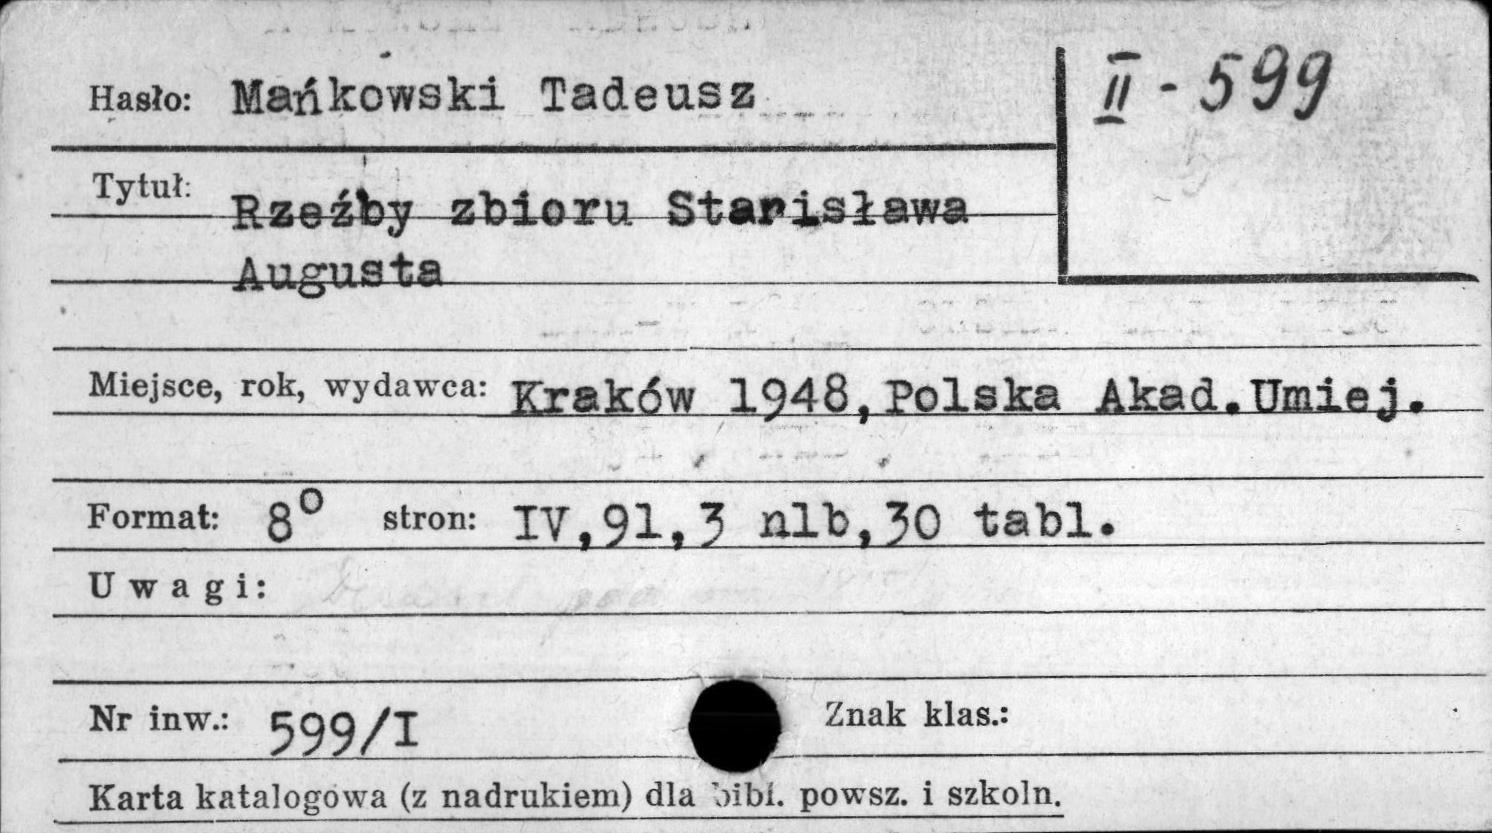 Hasło: Mańkowski Tadeusz
II - 599
Tytuł: Rzeźby zbioru Stanisława
Augusta
Miejsce, rok, wydawca: Kraków 1948, Polska Akad. Umiej.
Format: 8° stron: IV, 91, 3 nlb, 30 tabl.
Uwagi:
Nr inw.: 599/I Znak klas.:
Karta katalogowa (z nadrukiem) dla bibl. powsz. i szkoln.